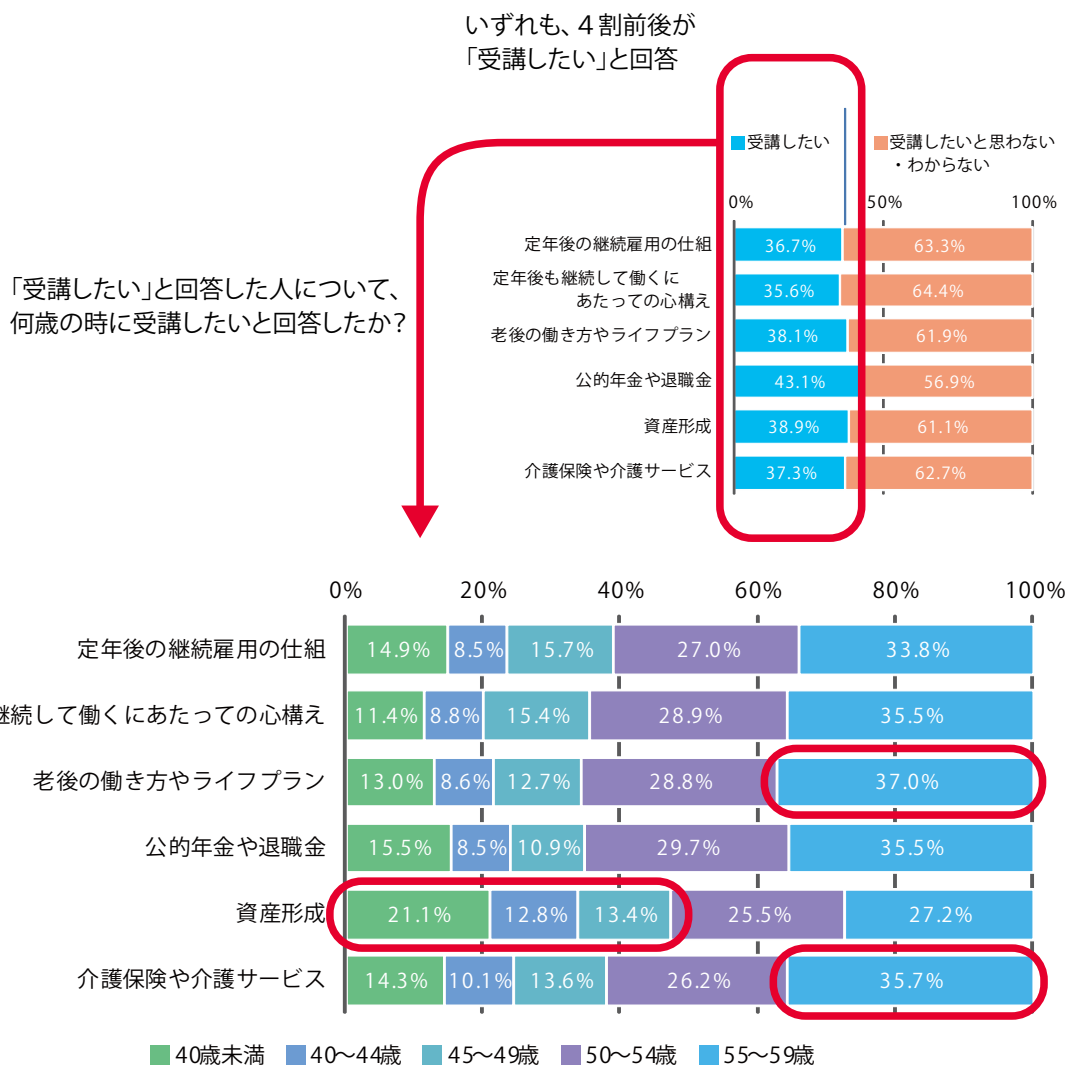 いずれも、4割前後が
「受講したい」と回答
受講したい
受講したいと思わない
・わからない
0% 50% 100%
定年後の継続雇用の仕組 36.7% 63.3%
定年後も継続して働くに
あたっての心構え 35.6% 64.4%
老後の働き方やライフプラン 38.1% 61.9%
公的年金や退職金 43.1% 56.9%
資産形成 38.9% 61.1%
介護保険や介護サービス 37.3% 62.7%
「受講したい」と回答した人について、
何歳の時に受講したいと回答したか?
0% 20% 40% 60% 80% 100%
定年後の継続雇用の仕組 14.9% 8.5% 15.7% 27.0% 33.8%
継続して働くにあたっての心構え 11.4% 8.8% 15.4% 28.9% 35.5%
老後の働き方やライフプラン 13.0% 8.6% 12.7% 28.8% 37.0%
公的年金や退職金 15.5% 8.5% 10.9% 29.7% 35.5%
資産形成 21.1% 12.8% 13.4% 25.5% 27.2%
介護保険や介護サービス 14.3% 10.1% 13.6% 26.2% 35.7%
40歳未満 40〜44歳 45〜49歳 50〜54歳 55〜59歳